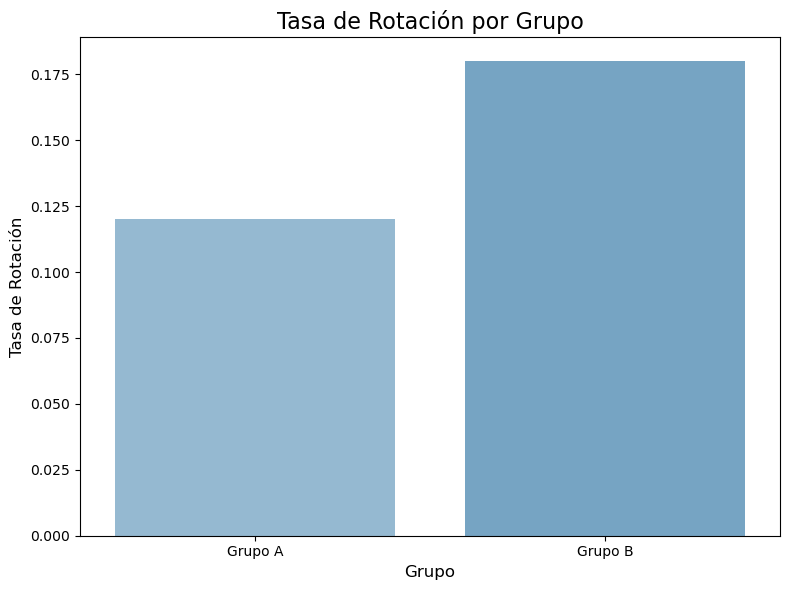 Tasa de Rotación por Grupo
Tasa de Rotación
0.175
0.150
0.125
0.100
0.075
0.050
0.025
0.000
Grupo A
Grupo B
Grupo